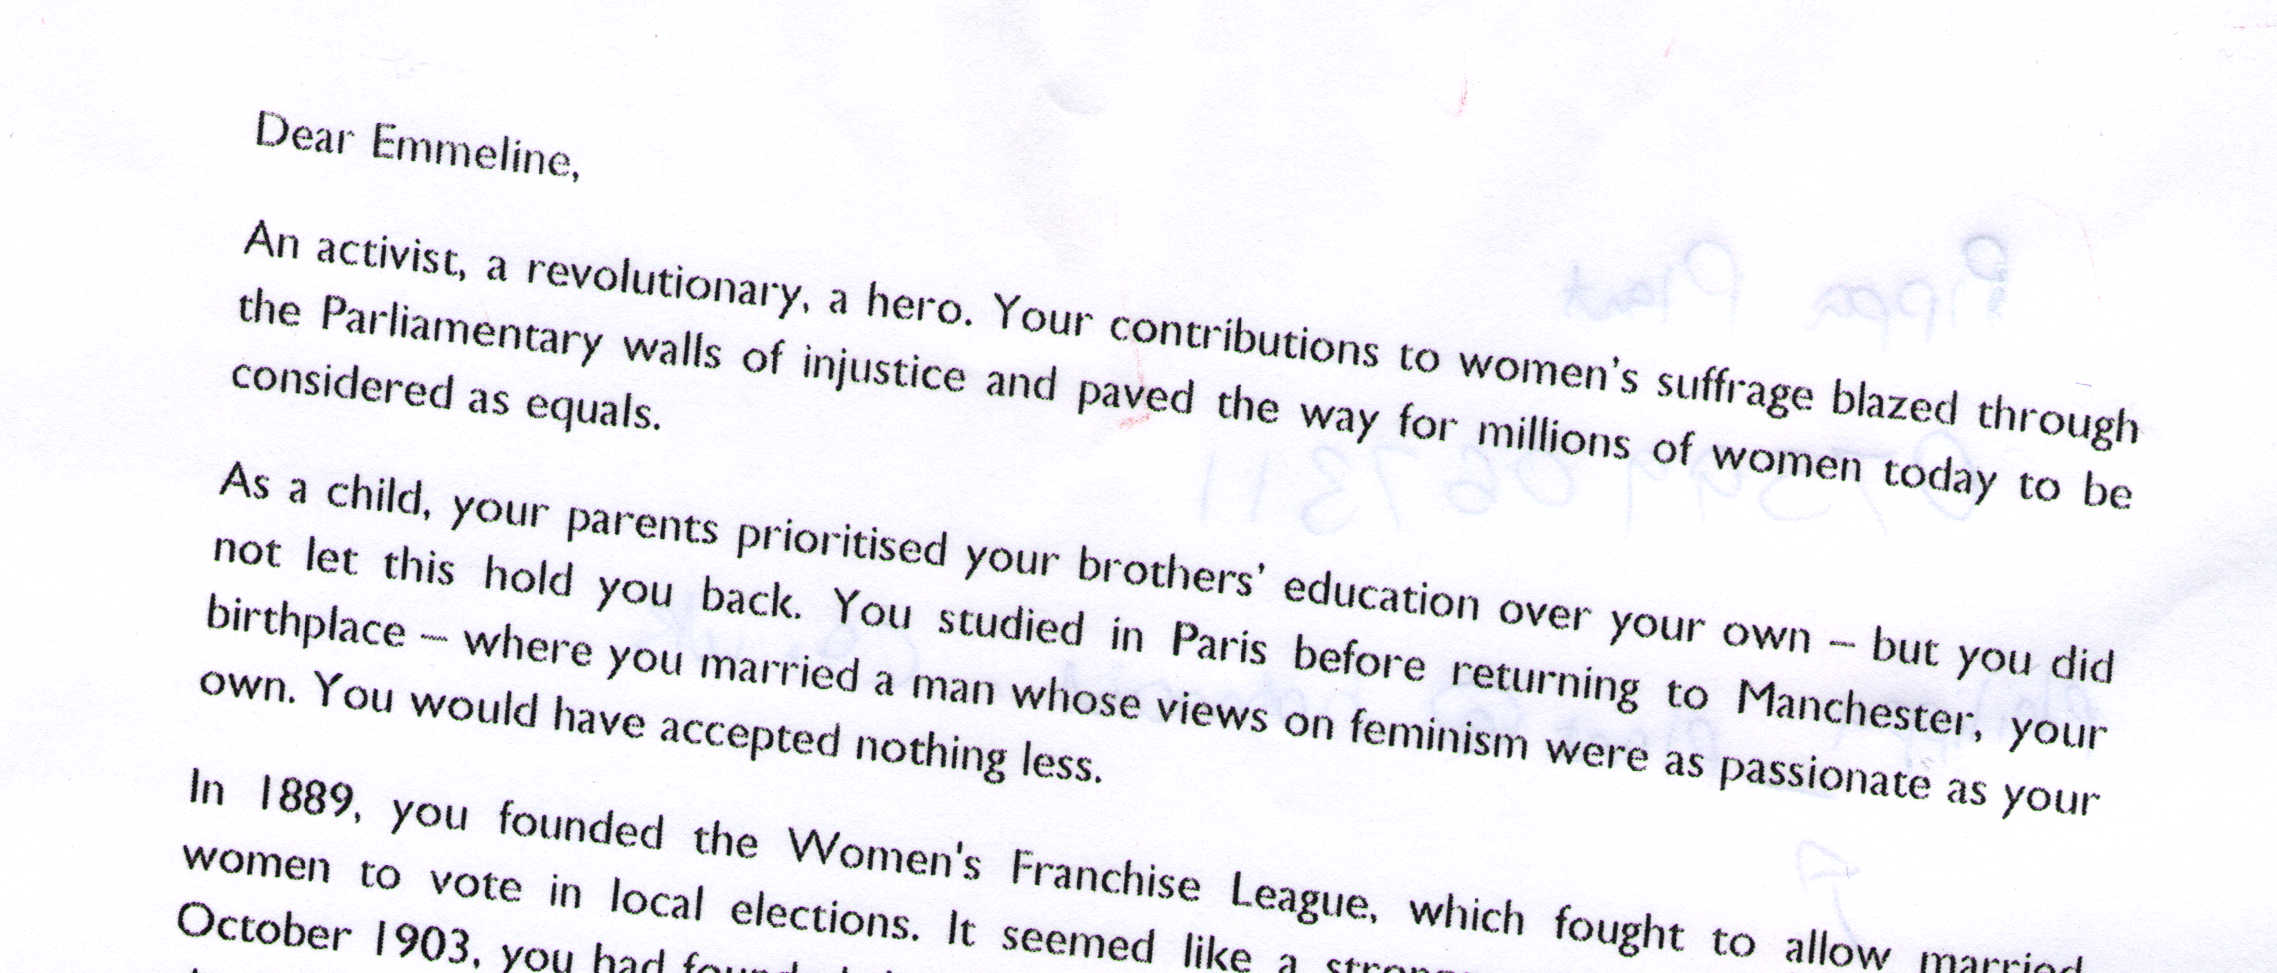 Dear Emmeline,
An activist, a revolutionary, a hero. Your contributions to women's suffrage blazed through
the Parliamentary walls of injustice and paved the way for millions of women today to be
considered as equals.
As a child, your parents prioritised your brothers' education over your own – but you did
not let this hold you back. You studied in Paris before returning to Manchester, your
birthplace – where you married a man whose views on feminism were as passionate as your
own. You would have accepted nothing less.
In 1889, you founded the Women's Franchise League, which fought to allow married
women to vote in local elections. It seemed like a
October 1903, you had